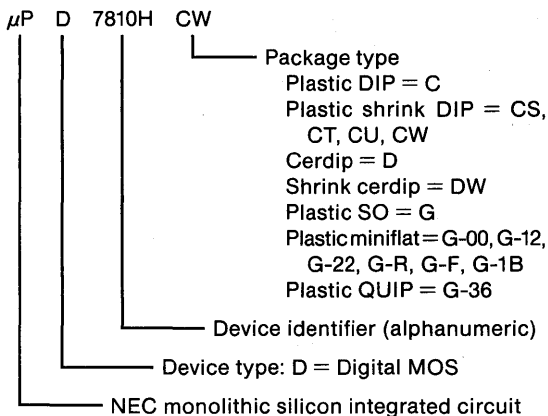 μP D 7810H CW
Package type
Plastic DIP = C
Plastic shrink DIP = CS,
CT, CU, CW
Cerdip = D
Shrink cerdip = DW
Plastic SO = G
Plastic miniflat = G-00, G-12,
G-22, G-R, G-F, G-1B
Plastic QUIP = G-36
Device identifier (alphanumeric)
Device type: D = Digital MOS
NEC monolithic silicon integrated circuit